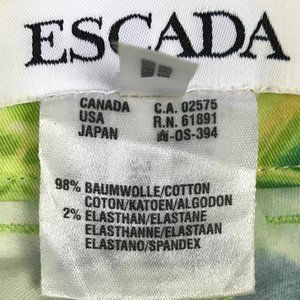 ESCADA
CANADA C.A. 02575
USA R.N. 61891
JAPAN -OS-394
98% BAUMWOLLE/COTTON
COTON/KATOEN/ALGODON
2% ELASTHAN/ELASTANE
ELASTHANNE/ELASTAAN
ELASTANO/SPANDEX